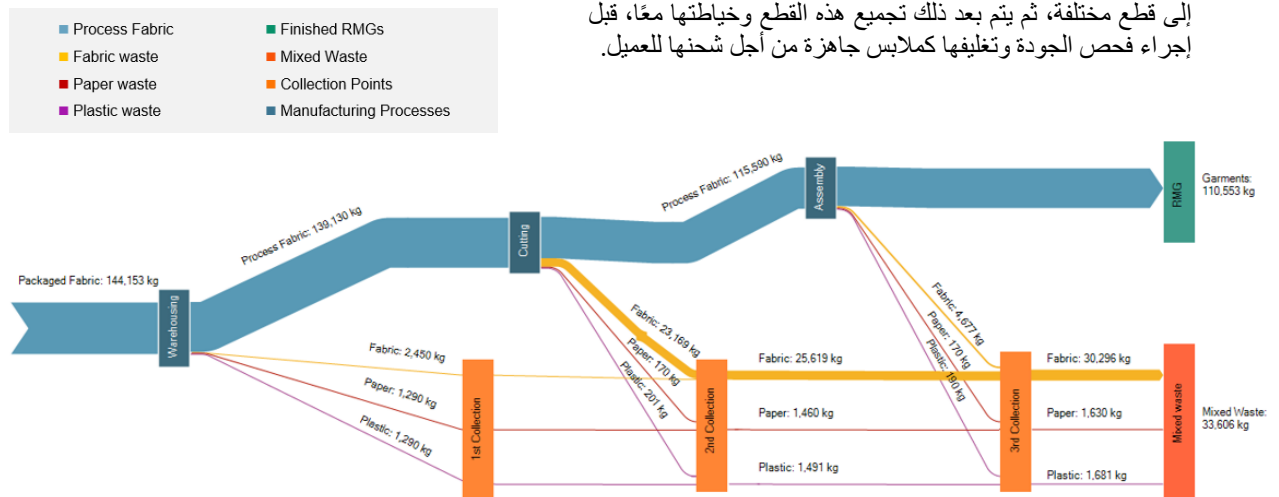 إلى قطع مختلفة، ثم يتم بعد ذلك تجميع هذه القطع وخياطتها معًا، قبل
إجراء فحص الجودة وتغليفها كملابس جاهزة من أجل شحنها للعميل.
Process Fabric
Finished RMGs
Fabric waste
Mixed Waste
Paper waste
Collection Points
Plastic waste
Manufacturing Processes
Packaged Fabric: 144,153 kg
Warehousing
Process Fabric: 139,130 kg
Cutting
Process Fabric: 115,590 kg
Assembly
RMG
Garments:
110,553 kg
Fabric: 2,450 kg
Paper: 1,290 kg
Plastic: 1,290 kg
1st Collection
Fabric: 23,169 kg
Paper: 170 kg
Plastic: 201 kg
2nd Collection
Fabric: 25,619 kg
Paper: 1,460 kg
Plastic: 1,491 kg
Fabric: 4,677 kg
Paper: 170 kg
Plastic: 190 kg
3rd Collection
Fabric: 30,296 kg
Paper: 1,630 kg
Plastic: 1,681 kg
Mixed waste
Mixed Waste:
33,606 kg